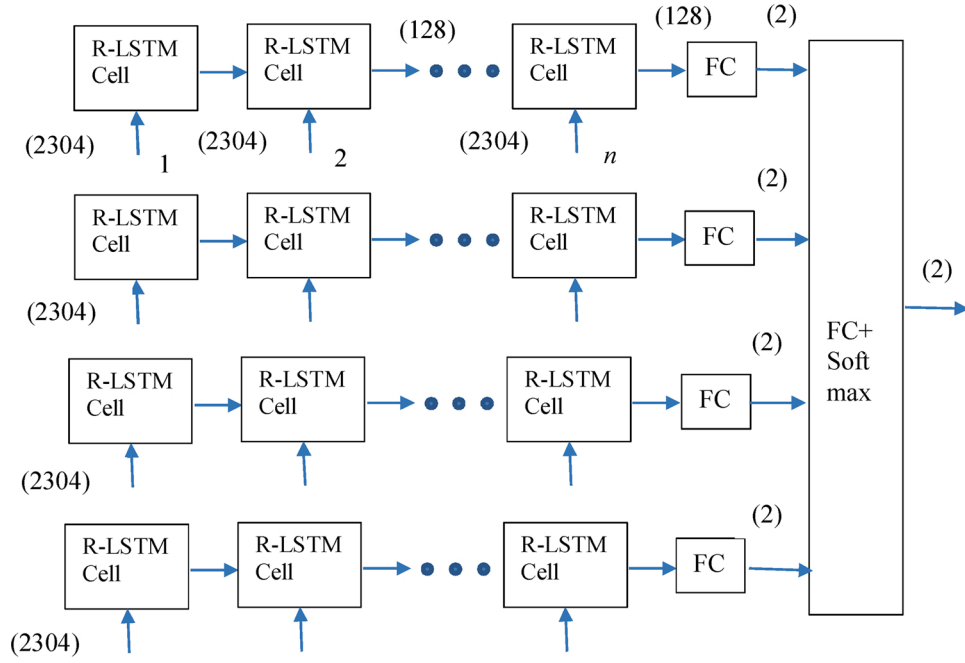 (128) (128) (2)
R-LSTM Cell R-LSTM Cell R-LSTM Cell FC
(2304) (2304) (2304)
1 2 n
(2)
R-LSTM Cell R-LSTM Cell R-LSTM Cell FC
(2304)
(2)
FC+
Soft
max
(2)
R-LSTM Cell R-LSTM Cell R-LSTM Cell FC
(2304)
(2)
R-LSTM Cell R-LSTM Cell R-LSTM Cell FC
(2304)